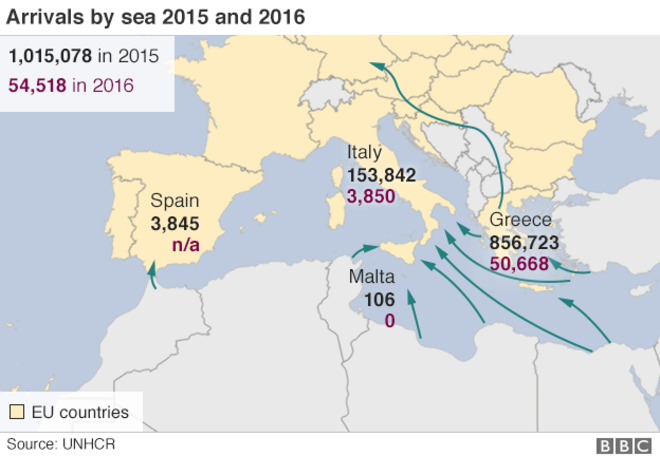 Arrivals by sea 2015 and 2016
1,015,078 in 2015
54,518 in 2016
Italy
153,842
3,850
Spain
3,845
n/a
Greece
856,723
50,668
Malta
106
0
EU countries
Source: UNHCR
BBC